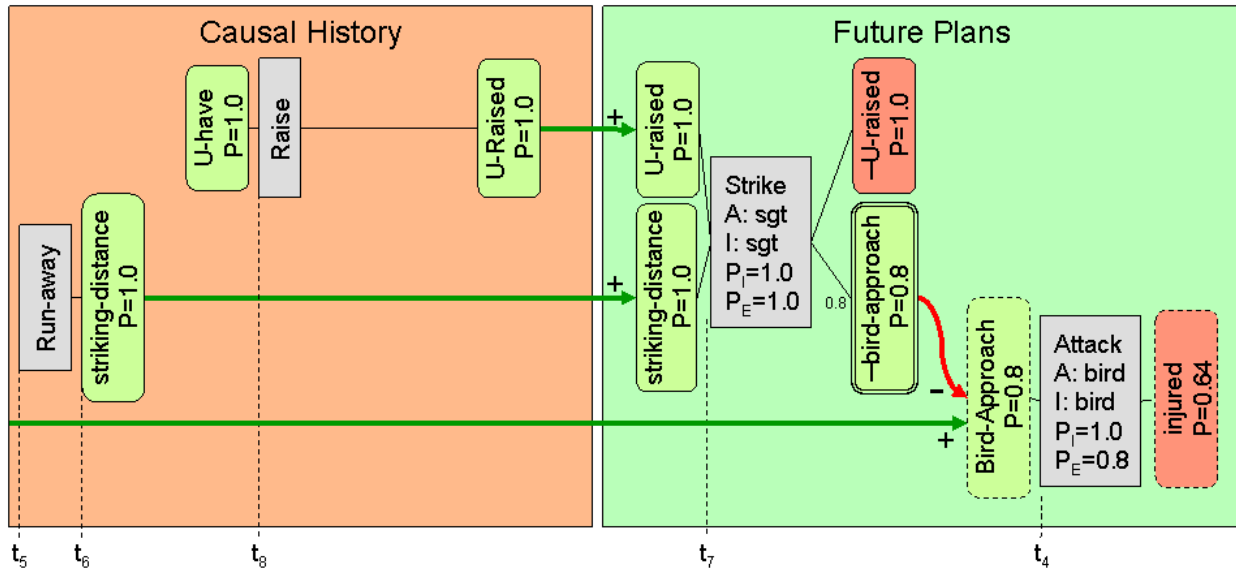 Causal History
Future Plans
U-have
P=1.0
Raise
U-Raised
P=1.0
+
U-raised
P=1.0
¬U-raised
P=1.0
Run-away
striking-distance
P=1.0
+
striking-distance
P=1.0
Strike
A: sgt
I: sgt
P_I=1.0
P_E=1.0
0.8
¬bird-approach
P=0.8
-
+
Bird-Approach
P=0.8
Attack
A: bird
I: bird
P_I=1.0
P_E=0.8
injured
P=0.64
t5
t6
t8
t7
t4